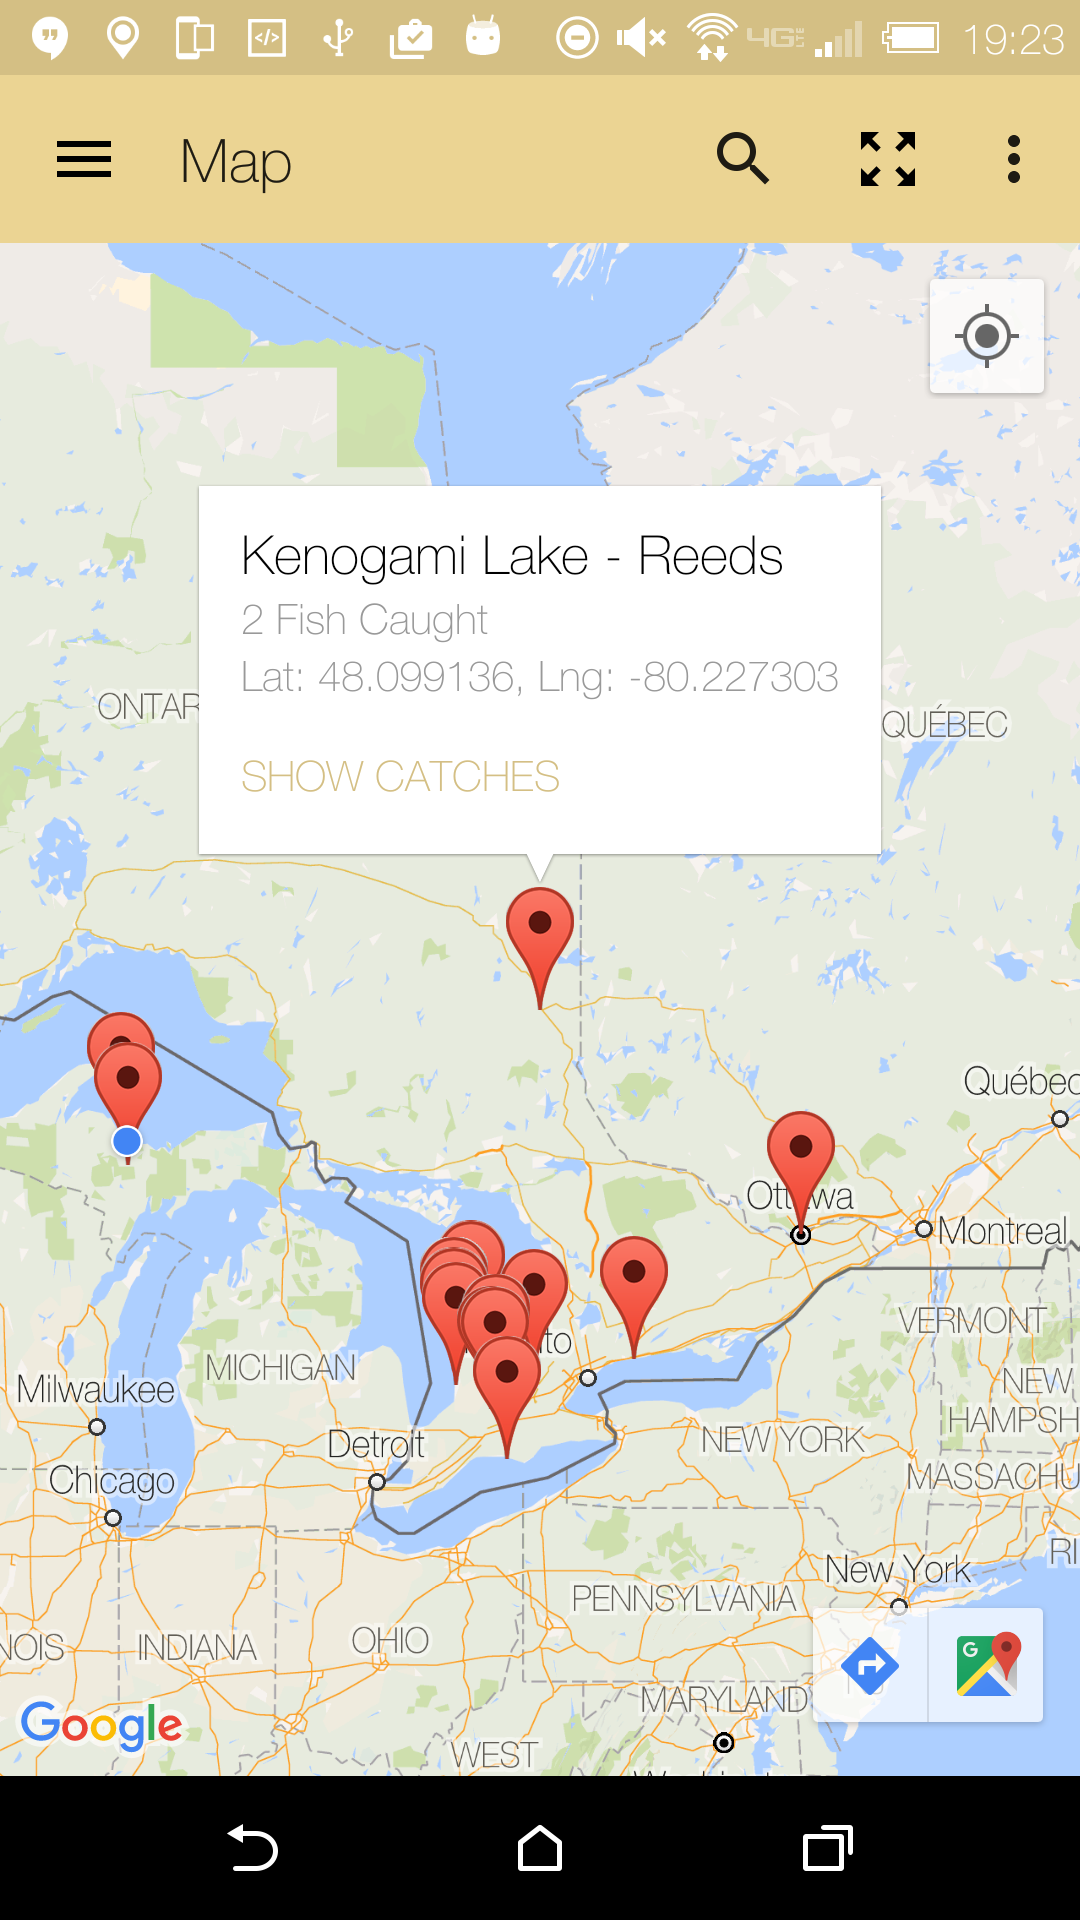 4G LTE 19:23
Map
Kenogami Lake - Reeds
2 Fish Caught
Lat: 48.099136, Lng: -80.227303
SHOW CATCHES
ONTAR
QUÉBEC
Québec
Ottawa
Montreal
VERMONT
MICHIGAN
NEW
HAMPSH
Milwaukee
NEW YORK
Detroit
MASSACHU
Chicago
RI
New York
PENNSYLVANIA
NOIS
INDIANA
OHIO
MARYLAND
Google
WEST